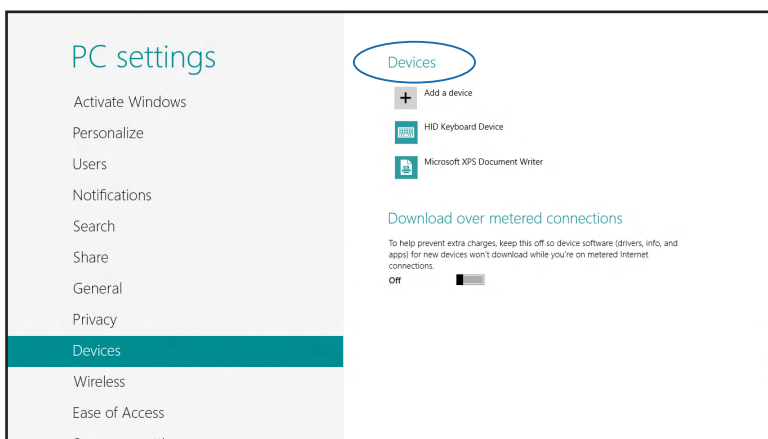 PC settings
Activate Windows
Personalize
Users
Notifications
Search
Share
General
Privacy
Devices
Wireless
Ease of Access
Devices
Add a device
HID Keyboard Device
Microsoft XPS Document Writer
Download over metered connections
To help prevent extra charges, keep this off so device software (drivers, info, and
apps) for new devices won't download while you're on metered Internet
connections.
Off